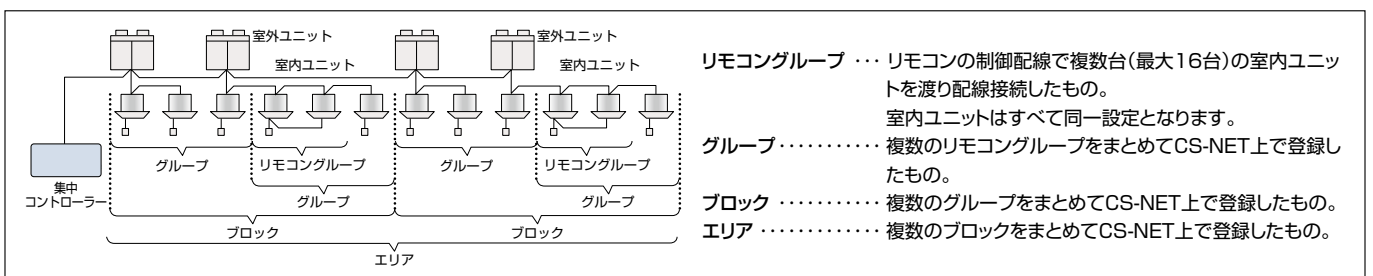 室外ユニット
室外ユニット
室内ユニット
室内ユニット
グループ
リモコングループ
グループ
リモコングループ
集中
コントローラー
グループ
グループ
ブロック
ブロック
エリア
リモコングループ ・・・ リモコンの制御配線で複数台(最大16台)の室内ユニッ
トを渡り配線接続したもの。
室内ユニットはすべて同一設定となります。
グループ・・・・・・・・・・・ 複数のリモコングループをまとめてCS-NET上で登録し
たもの。
ブロック ・・・・・・・・・・・ 複数のグループをまとめてCS-NET上で登録したもの。
エリア ・・・・・・・・・・・・・ 複数のブロックをまとめてCS-NET上で登録したもの。